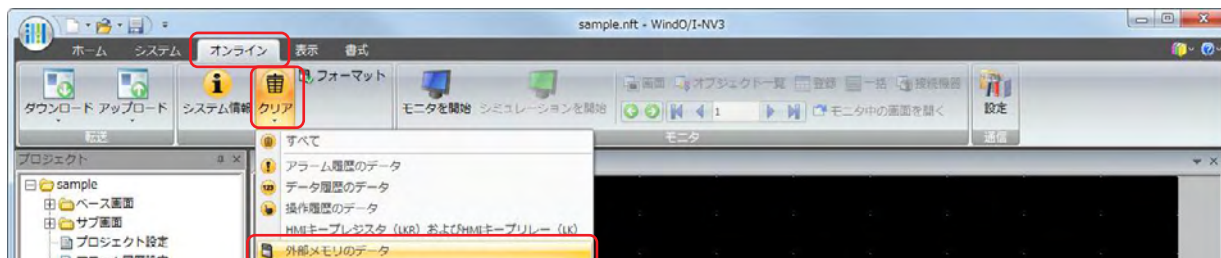 sample.nft - WindO/I-NV3
ホーム システム オンライン 表示 書式
ダウンロード アップロード システム情報 クリア フォーマット モニタを開始 シミュレーションを開始 画面 オブジェクト一覧 登録 一括 接続機器 設定
1 モニタ中の画面を開く
転送 モニタ 通信
すべて
プロジェクト
アラーム履歴のデータ
sample
データ履歴のデータ
ベース画面
操作履歴のデータ
サブ画面
HMIキープレジスタ (LKR) およびHMIキープリレー (LK)
プロジェクト設定
外部メモリのデータ